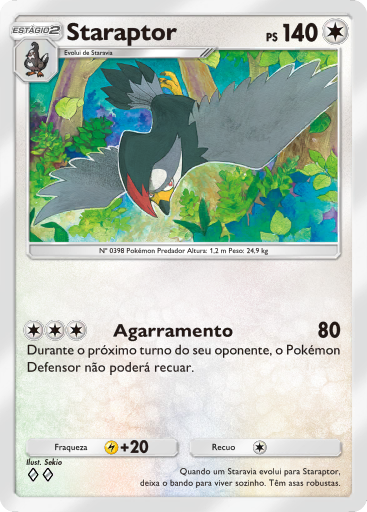 ESTÁGIO 2
Staraptor
PS 140
Evolui de Staravia
Nº 0398 Pokémon Predador Altura: 1,2 m Peso: 24,9 kg
Agarramento 80
Durante o próximo turno do seu oponente, o Pokémon
Defensor não poderá recuar.
Fraqueza +20 Recuo
Ilust. Sekio
Quando um Staravia evolui para Staraptor,
deixa o bando para viver sozinho. Têm asas robustas.